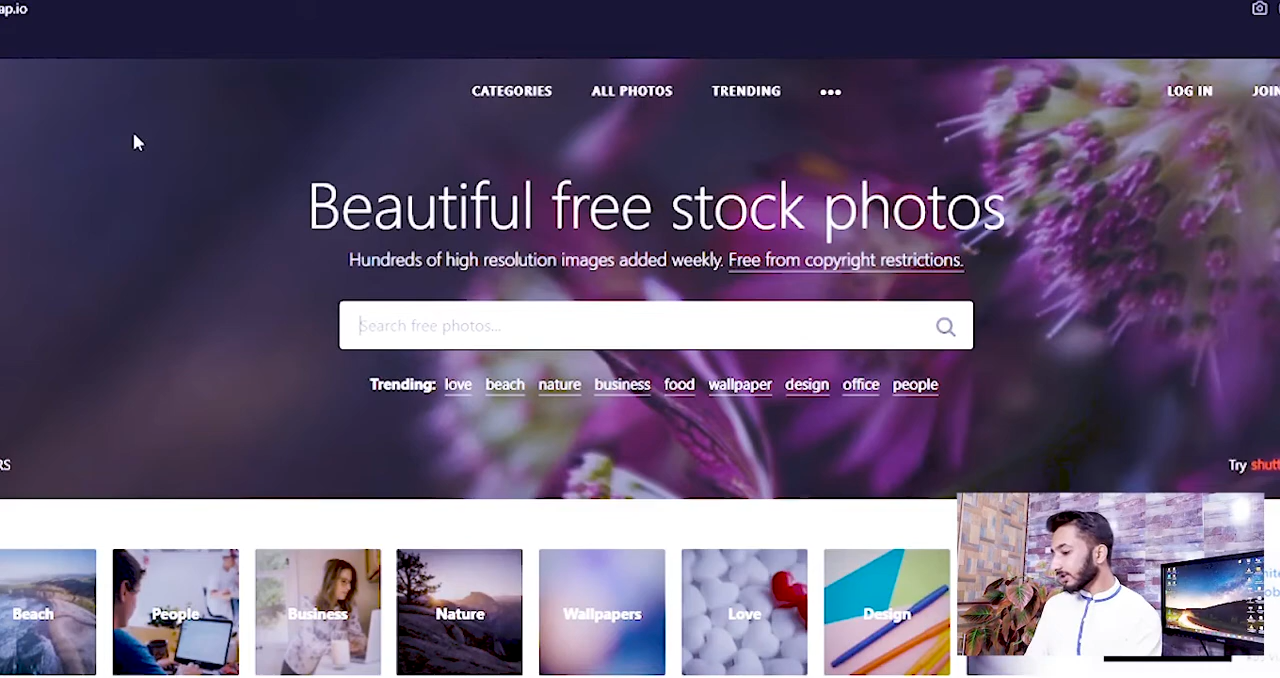 ap.io
CATEGORIES ALL PHOTOS TRENDING ••• LOG IN JOIN
Beautiful free stock photos
Hundreds of high resolution images added weekly. Free from copyright restrictions.
Search free photos...
Trending: love beach nature business food wallpaper design office people
RS
Try shutt
Beach People Business Nature Wallpapers Love Design